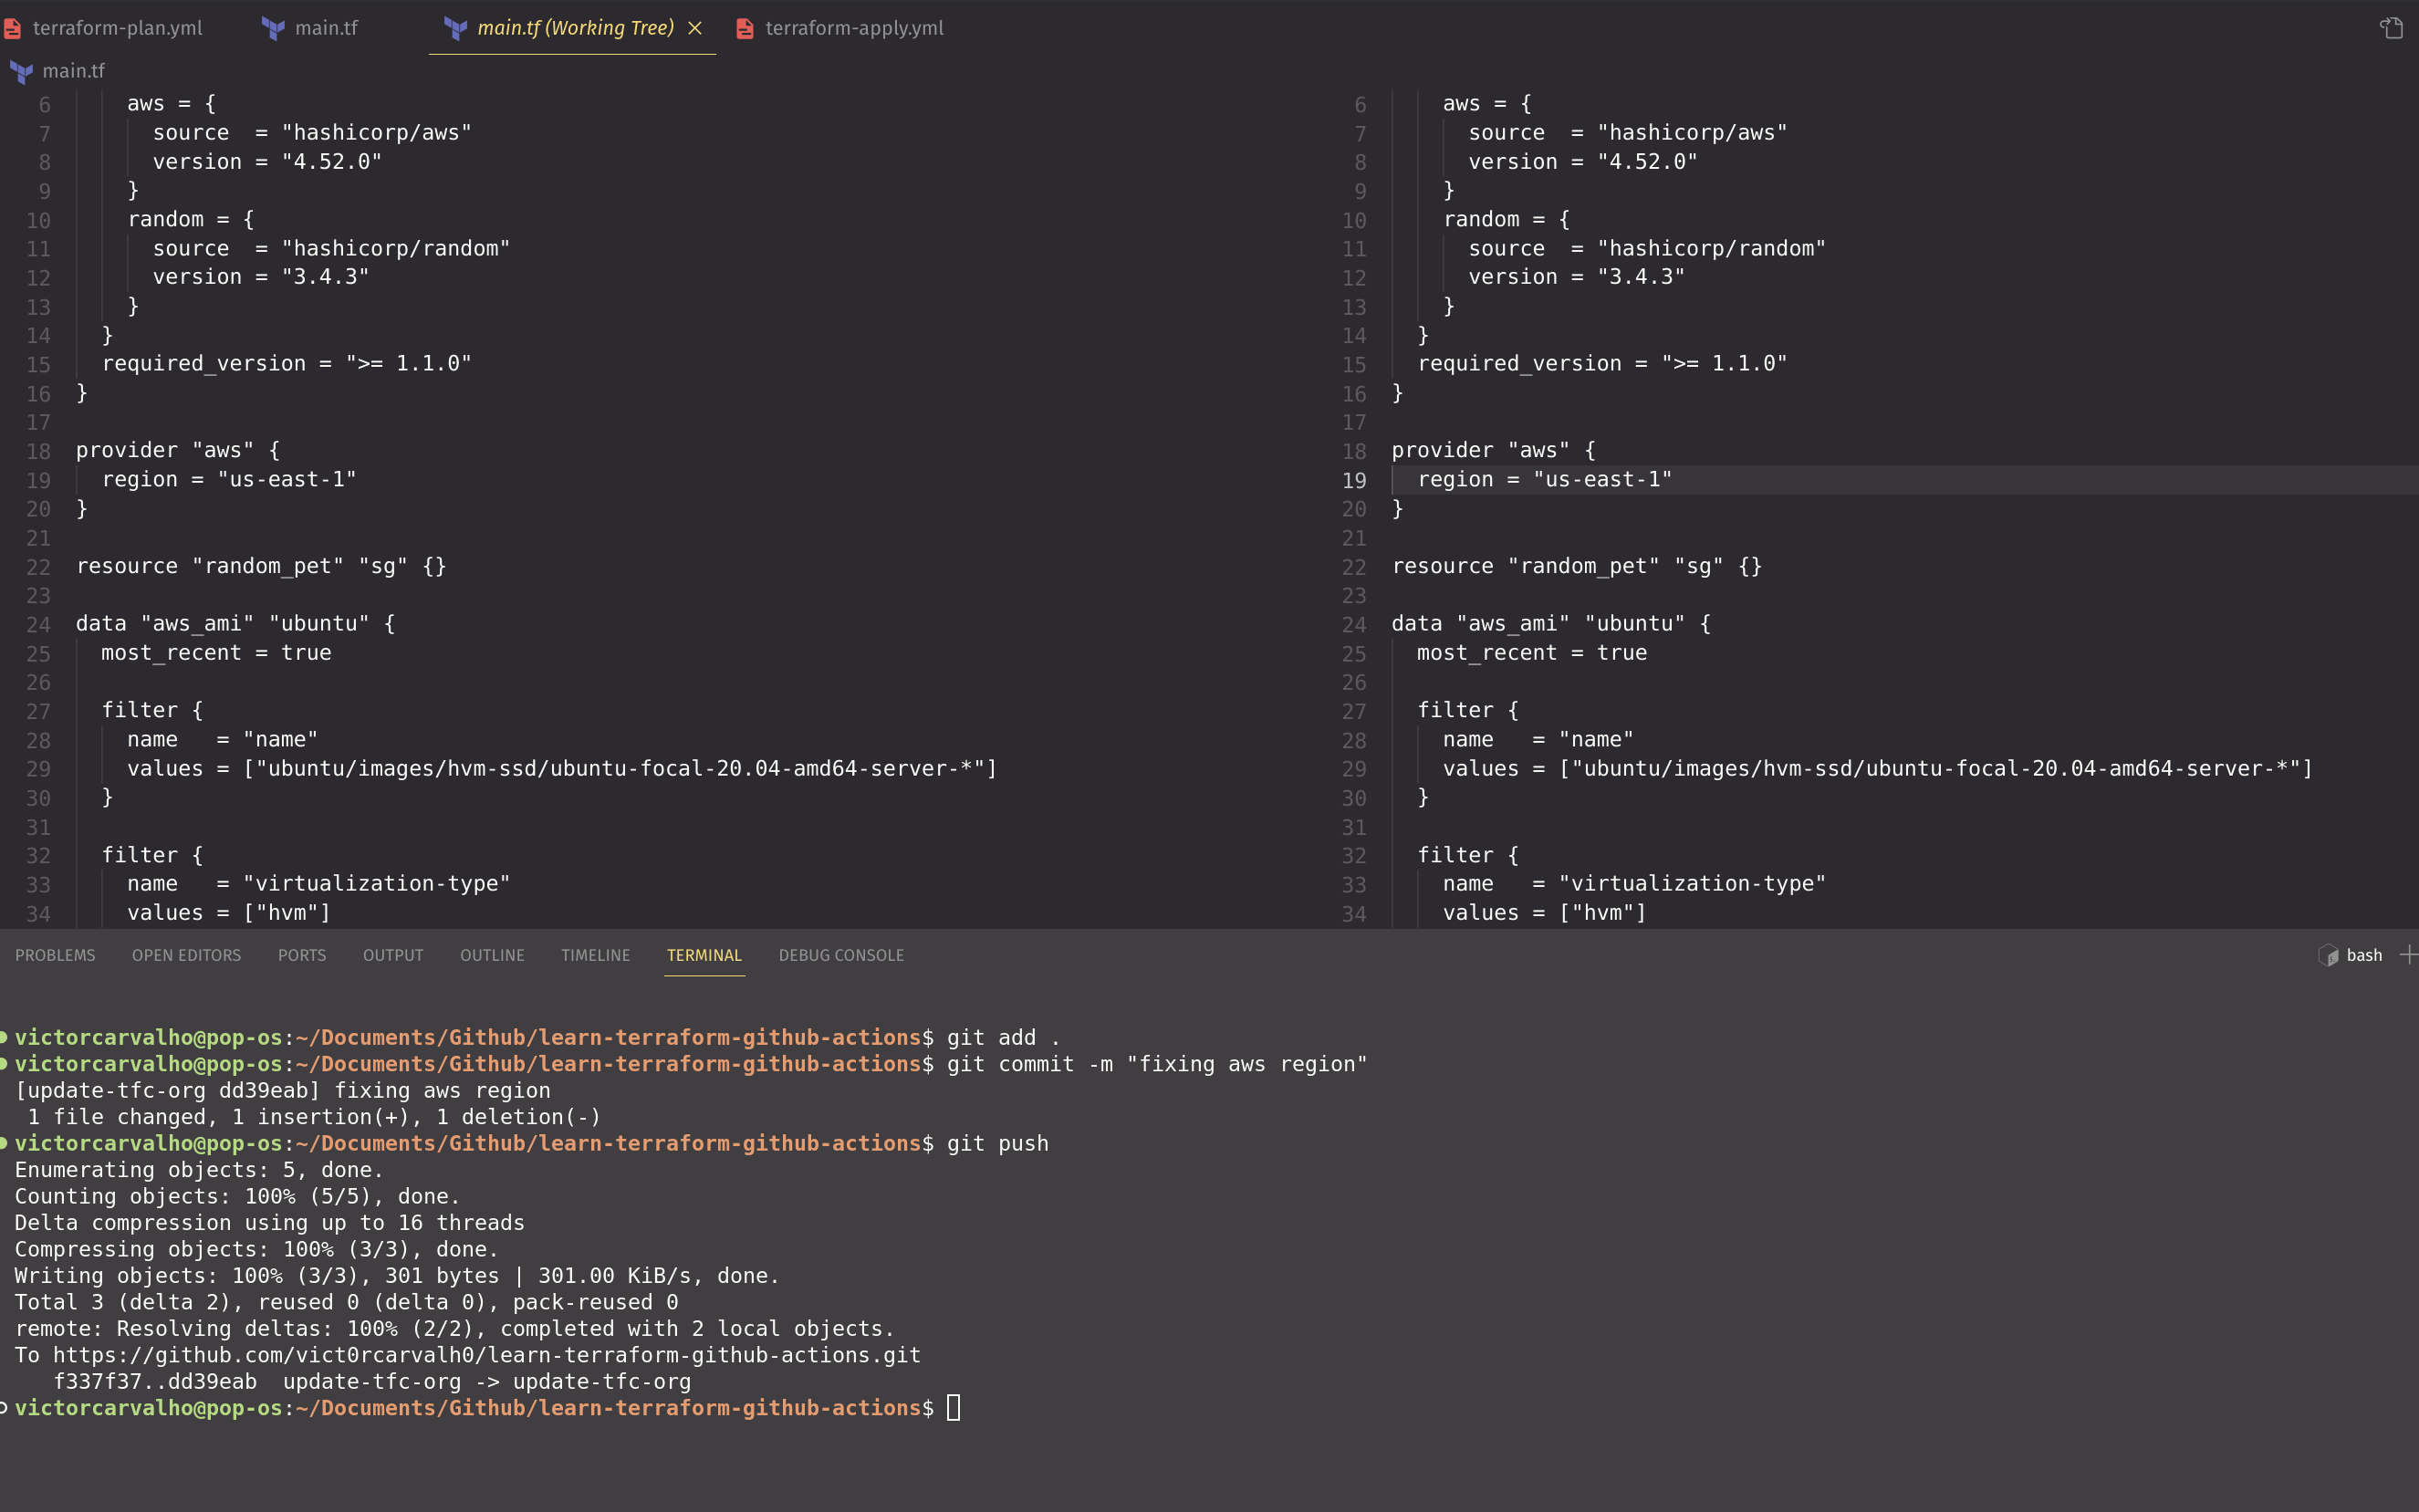 terraform-plan.yml main.tf main.tf (Working Tree) terraform-apply.yml
main.tf
6     aws = {
7       source  = "hashicorp/aws"
8       version = "4.52.0"
9     }
10     random = {
11       source  = "hashicorp/random"
12       version = "3.4.3"
13     }
14   }
15   required_version = ">= 1.1.0"
16 }
17
18 provider "aws" {
19   region = "us-east-1"
20 }
21
22 resource "random_pet" "sg" {}
23
24 data "aws_ami" "ubuntu" {
25   most_recent = true
26
27   filter {
28     name   = "name"
29     values = ["ubuntu/images/hvm-ssd/ubuntu-focal-20.04-amd64-server-*"]
30   }
31
32   filter {
33     name   = "virtualization-type"
34     values = ["hvm"]
6     aws = {
7       source  = "hashicorp/aws"
8       version = "4.52.0"
9     }
10     random = {
11       source  = "hashicorp/random"
12       version = "3.4.3"
13     }
14   }
15   required_version = ">= 1.1.0"
16 }
17
18 provider "aws" {
19   region = "us-east-1"
20 }
21
22 resource "random_pet" "sg" {}
23
24 data "aws_ami" "ubuntu" {
25   most_recent = true
26
27   filter {
28     name   = "name"
29     values = ["ubuntu/images/hvm-ssd/ubuntu-focal-20.04-amd64-server-*"]
30   }
31
32   filter {
33     name   = "virtualization-type"
34     values = ["hvm"]
PROBLEMS OPEN EDITORS PORTS OUTPUT OUTLINE TIMELINE TERMINAL DEBUG CONSOLE bash
victorcarvalho@pop-os:~/Documents/Github/learn-terraform-github-actions$ git add .
victorcarvalho@pop-os:~/Documents/Github/learn-terraform-github-actions$ git commit -m "fixing aws region"
[update-tfc-org dd39eab] fixing aws region
 1 file changed, 1 insertion(+), 1 deletion(-)
victorcarvalho@pop-os:~/Documents/Github/learn-terraform-github-actions$ git push
Enumerating objects: 5, done.
Counting objects: 100% (5/5), done.
Delta compression using up to 16 threads
Compressing objects: 100% (3/3), done.
Writing objects: 100% (3/3), 301 bytes | 301.00 KiB/s, done.
Total 3 (delta 2), reused 0 (delta 0), pack-reused 0
remote: Resolving deltas: 100% (2/2), completed with 2 local objects.
To https://github.com/vict0rcarvalh0/learn-terraform-github-actions.git
   f337f37..dd39eab  update-tfc-org -> update-tfc-org
victorcarvalho@pop-os:~/Documents/Github/learn-terraform-github-actions$